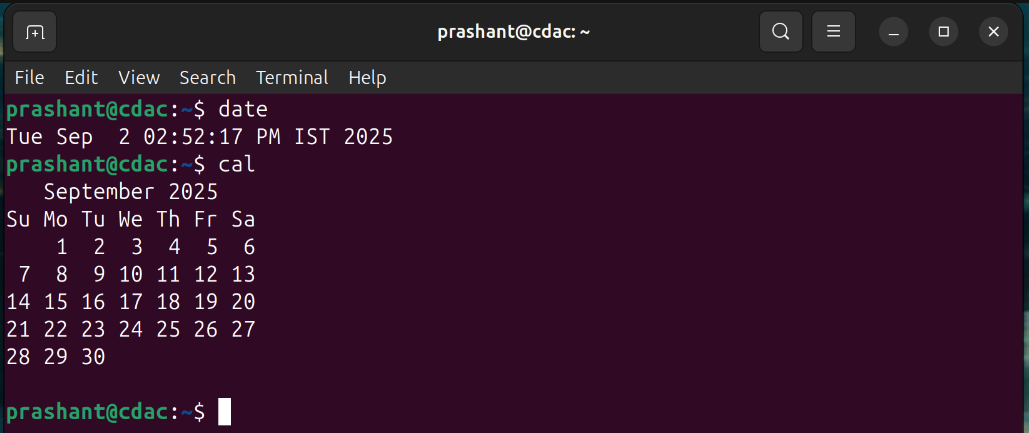 prashant@cdac: ~
File Edit View Search Terminal Help
prashant@cdac:~$ date
Tue Sep  2 02:52:17 PM IST 2025
prashant@cdac:~$ cal
   September 2025
Su Mo Tu We Th Fr Sa
    1  2  3  4  5  6
 7  8  9 10 11 12 13
14 15 16 17 18 19 20
21 22 23 24 25 26 27
28 29 30
prashant@cdac:~$